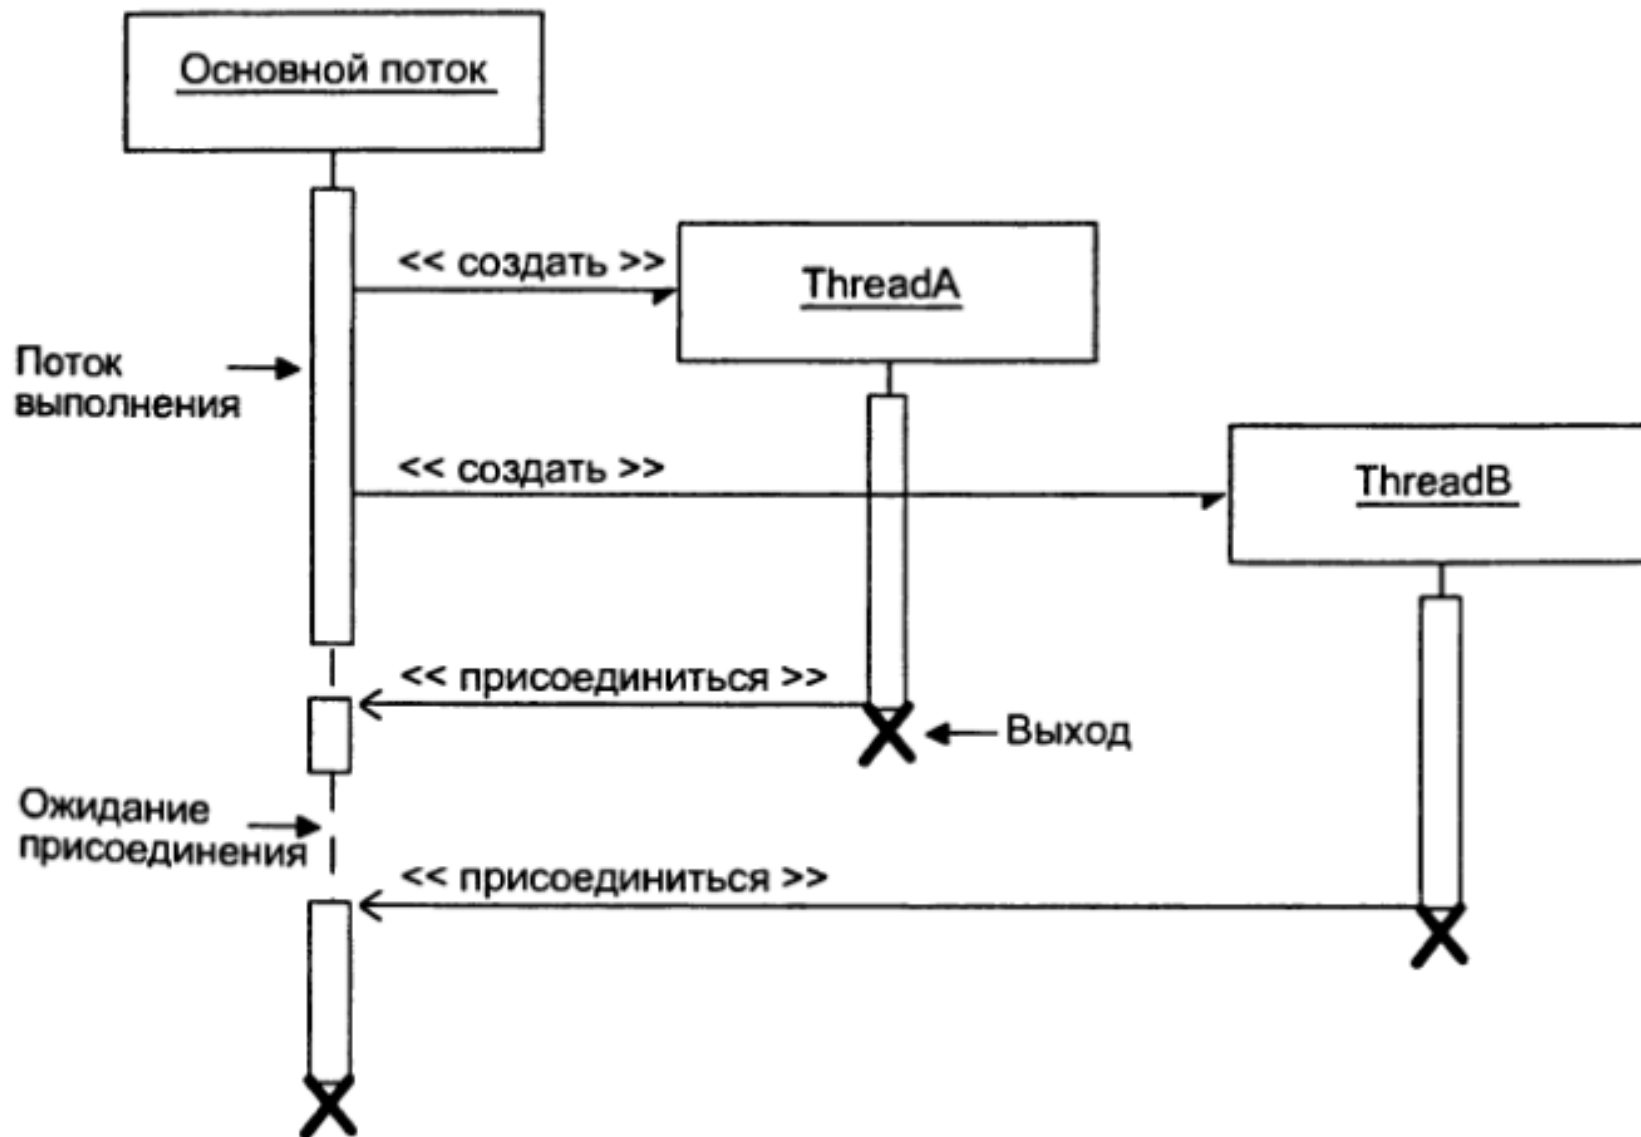 Основной поток
<< создать >>
ThreadA
Поток
выполнения
<< создать >>
ThreadB
<< присоединиться >>
Выход
Ожидание
присоединения
<< присоединиться >>